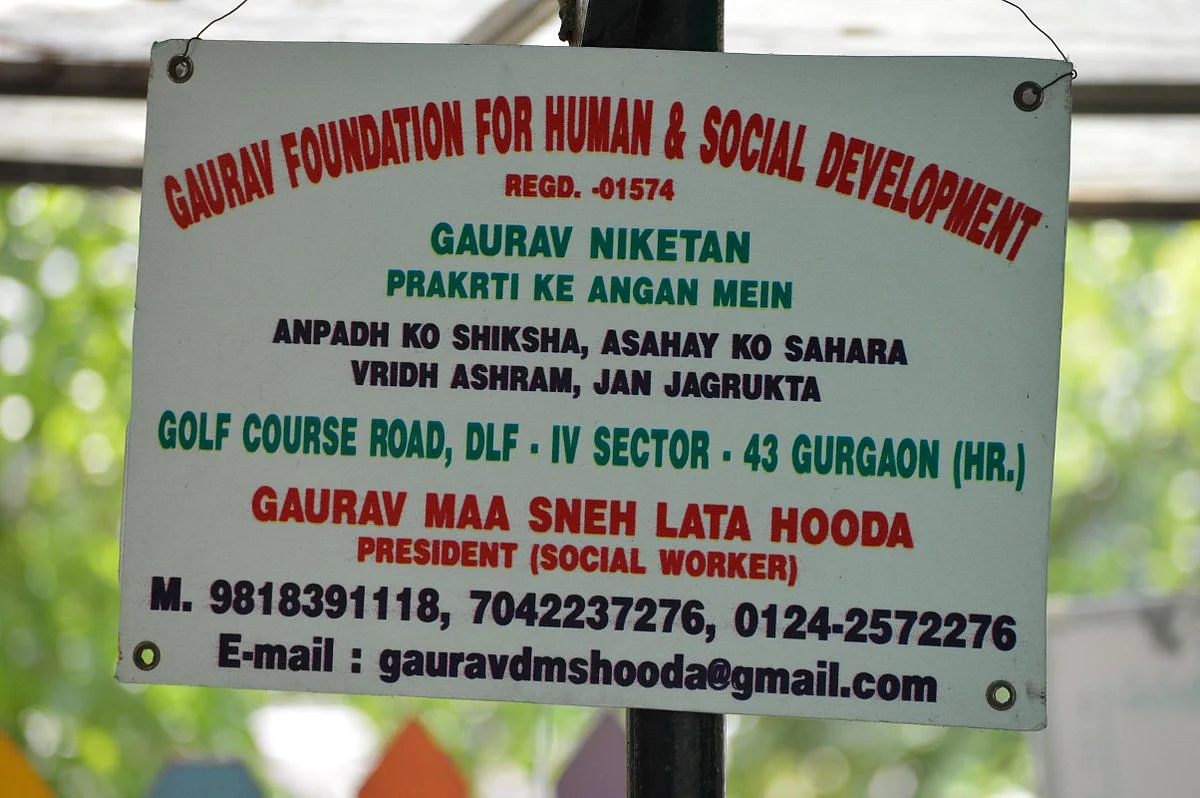 GAURAV FOUNDATION FOR HUMAN & SOCIAL DEVELOPMENT
REGD. -01574
GAURAV NIKETAN
PRAKRTI KE ANGAN MEIN
ANPADH KO SHIKSHA, ASAHAY KO SAHARA
VRIDH ASHRAM, JAN JAGRUKTA
GOLF COURSE ROAD, DLF - IV SECTOR - 43 GURGAON (HR.)
GAURAV MAA SNEH LATA HOODA
PRESIDENT (SOCIAL WORKER)
M. 9818391118, 7042237276, 0124-2572276
E-mail : gauravdmshooda@gmail.com